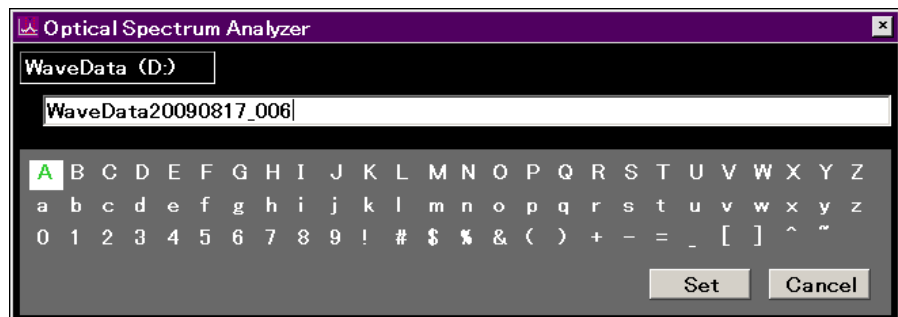 Optical Spectrum Analyzer
WaveData (D:)
WaveData20090817_006
A B C D E F G H I J K L M N O P Q R S T U V W X Y Z
a b c d e f g h i j k l m n o p q r s t u v w x y z
0 1 2 3 4 5 6 7 8 9 ! # $ % & ( ) + - = _ [ ] ^ ~
Set Cancel